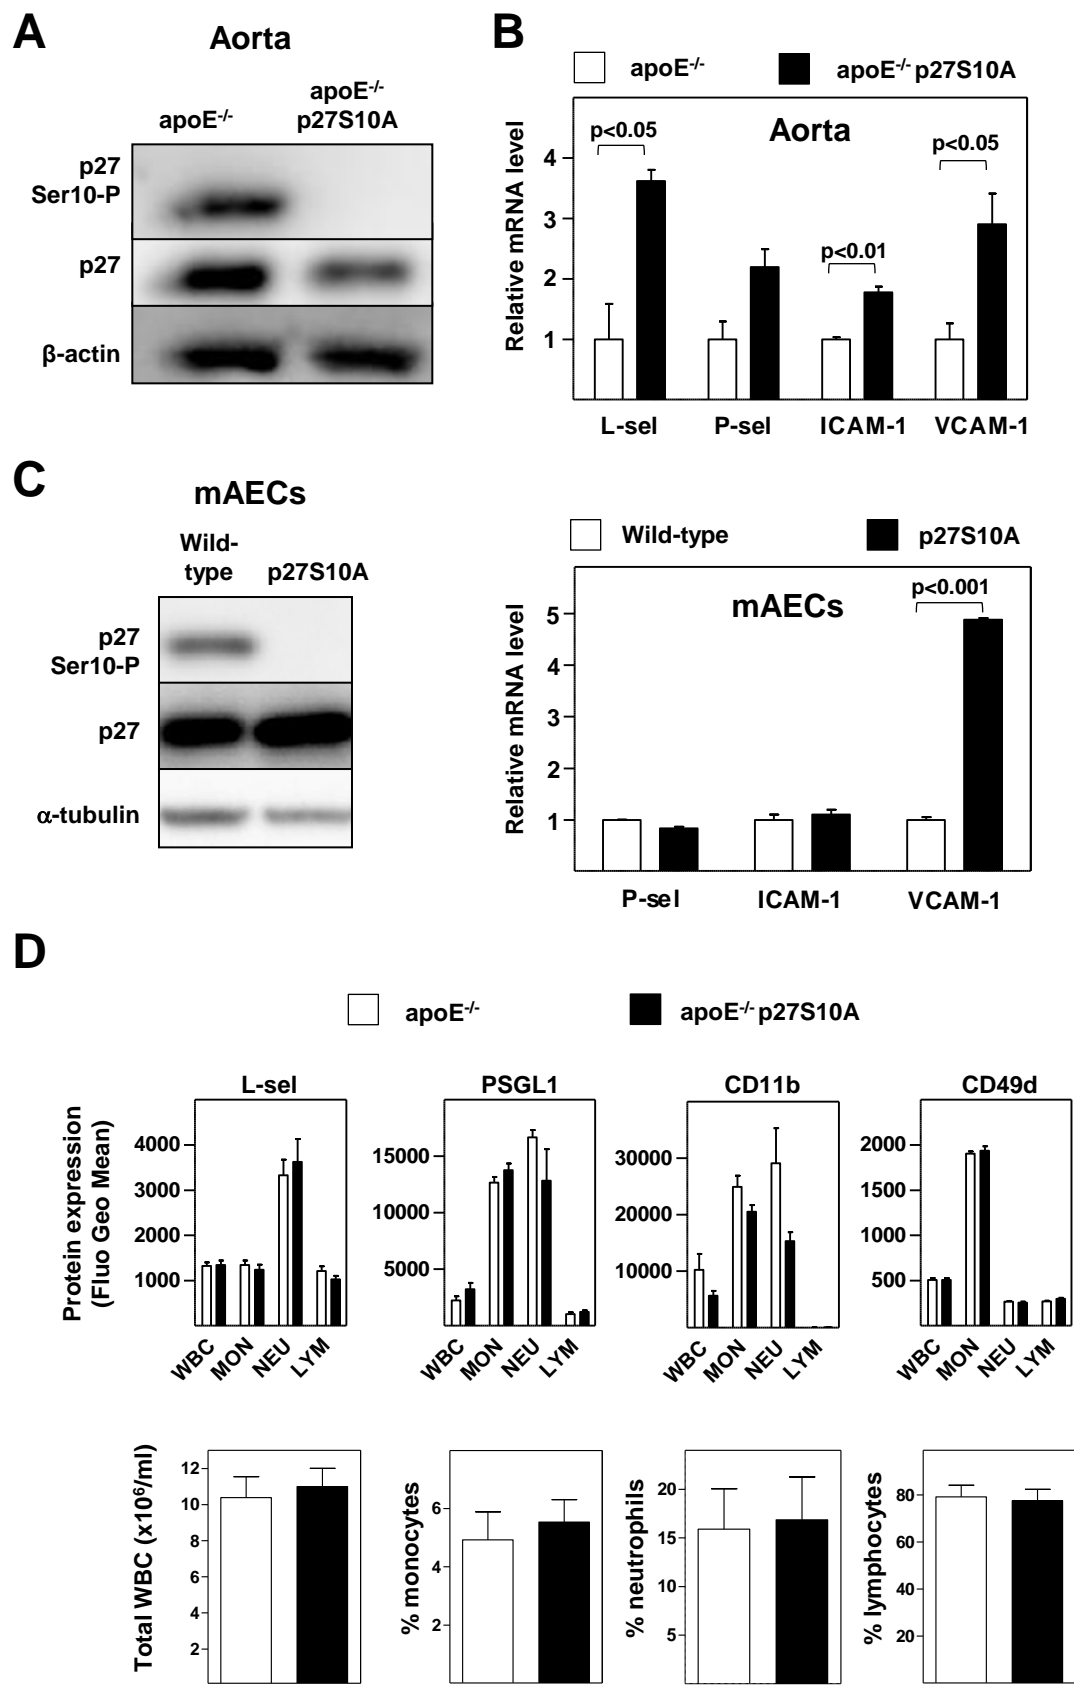 A
Aorta
apoE-/-
apoE-/-
p27S10A
p27
Ser10-P
p27
β-actin
B
apoE-/-
apoE-/- p27S10A
Aorta
Relative mRNA level
4
3
2
1
p<0.05
p<0.01
p<0.05
L-sel
P-sel
ICAM-1
VCAM-1
C
mAECs
Wild-
type
p27S10A
p27
Ser10-P
p27
α-tubulin
Wild-type
p27S10A
mAECs
Relative mRNA level
5
4
3
2
1
p<0.001
P-sel
ICAM-1
VCAM-1
D
apoE-/-
apoE-/- p27S10A
Protein expression
(Fluo Geo Mean)
L-sel
4000
3000
2000
1000
WBC
MON
NEU
LYM
PSGL1
15000
10000
5000
WBC
MON
NEU
LYM
CD11b
30000
20000
10000
WBC
MON
NEU
LYM
CD49d
2000
1500
1000
500
WBC
MON
NEU
LYM
Total WBC (x10⁶/ml)
12
10
8
6
4
2
% monocytes
6
4
2
% neutrophils
20
15
10
5
% lymphocytes
80
60
40
20